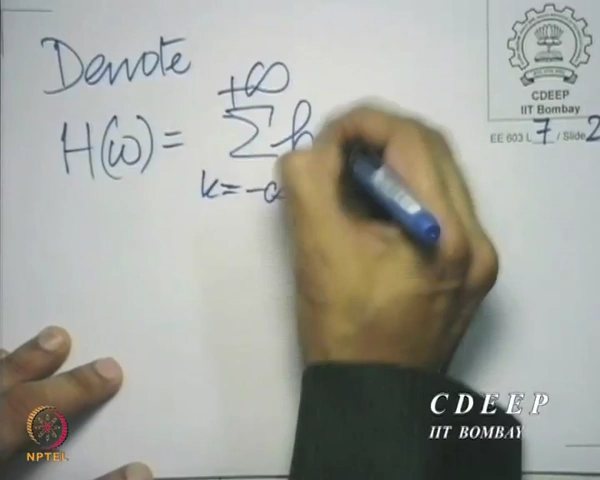 Denote
+∞
H(ω) = Σ h
k = -∞
CDEEP
IIT Bombay
EE 603 L 7 / Slide 2
NPTEL
CDEEP
IIT BOMBAY